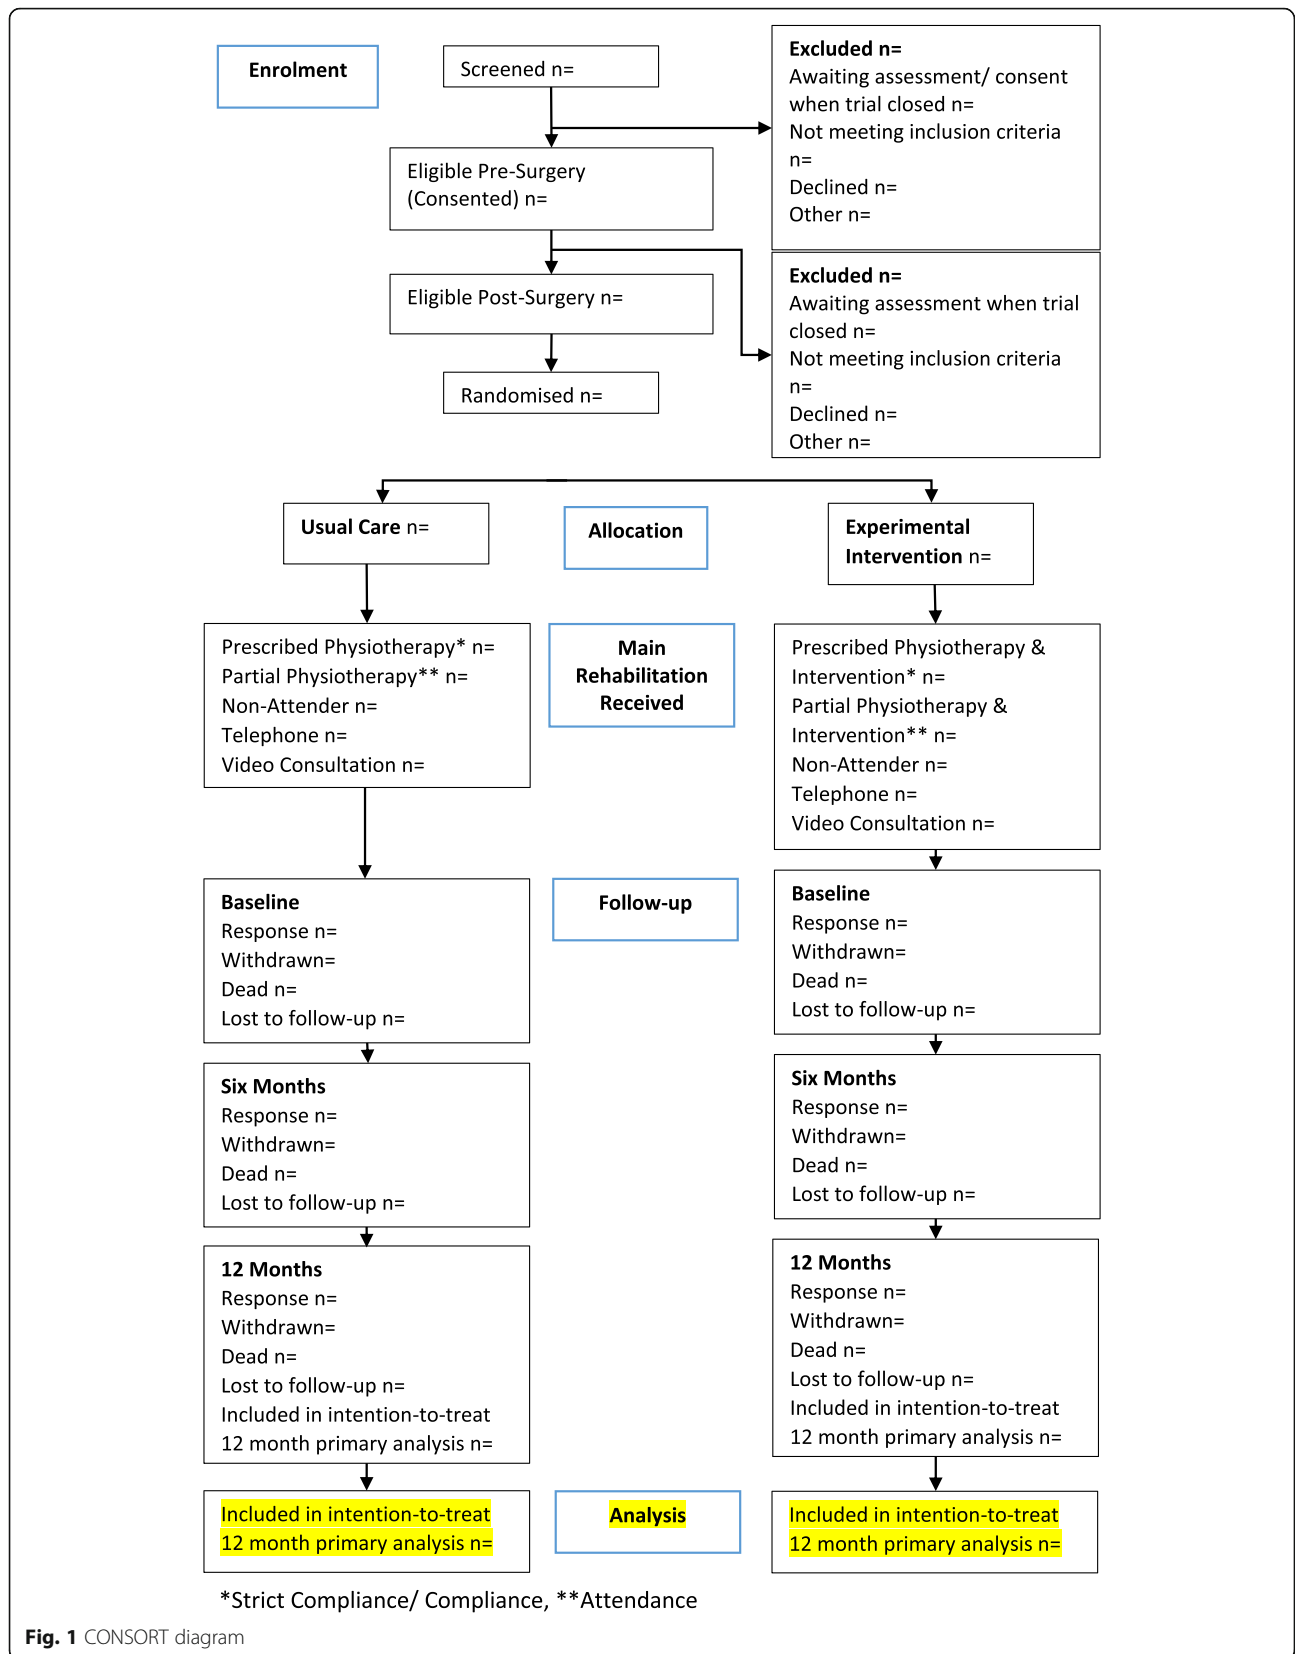 Enrolment
Screened n=
Excluded n=
Awaiting assessment/ consent
when trial closed n=
Not meeting inclusion criteria
n=
Declined n=
Other n=
Eligible Pre-Surgery
(Consented) n=
Excluded n=
Awaiting assessment when trial
closed n=
Not meeting inclusion criteria
n=
Declined n=
Other n=
Eligible Post-Surgery n=
Randomised n=
Usual Care n=
Allocation
Experimental
Intervention n=
Prescribed Physiotherapy* n=
Partial Physiotherapy** n=
Non-Attender n=
Telephone n=
Video Consultation n=
Main
Rehabilitation
Received
Prescribed Physiotherapy &
Intervention* n=
Partial Physiotherapy &
Intervention** n=
Non-Attender n=
Telephone n=
Video Consultation n=
Baseline
Response n=
Withdrawn=
Dead n=
Lost to follow-up n=
Follow-up
Baseline
Response n=
Withdrawn=
Dead n=
Lost to follow-up n=
Six Months
Response n=
Withdrawn=
Dead n=
Lost to follow-up n=
Six Months
Response n=
Withdrawn=
Dead n=
Lost to follow-up n=
12 Months
Response n=
Withdrawn=
Dead n=
Lost to follow-up n=
Included in intention-to-treat
12 month primary analysis n=
12 Months
Response n=
Withdrawn=
Dead n=
Lost to follow-up n=
Included in intention-to-treat
12 month primary analysis n=
Included in intention-to-treat
12 month primary analysis n=
Analysis
Included in intention-to-treat
12 month primary analysis n=
*Strict Compliance/ Compliance, **Attendance
Fig. 1 CONSORT diagram